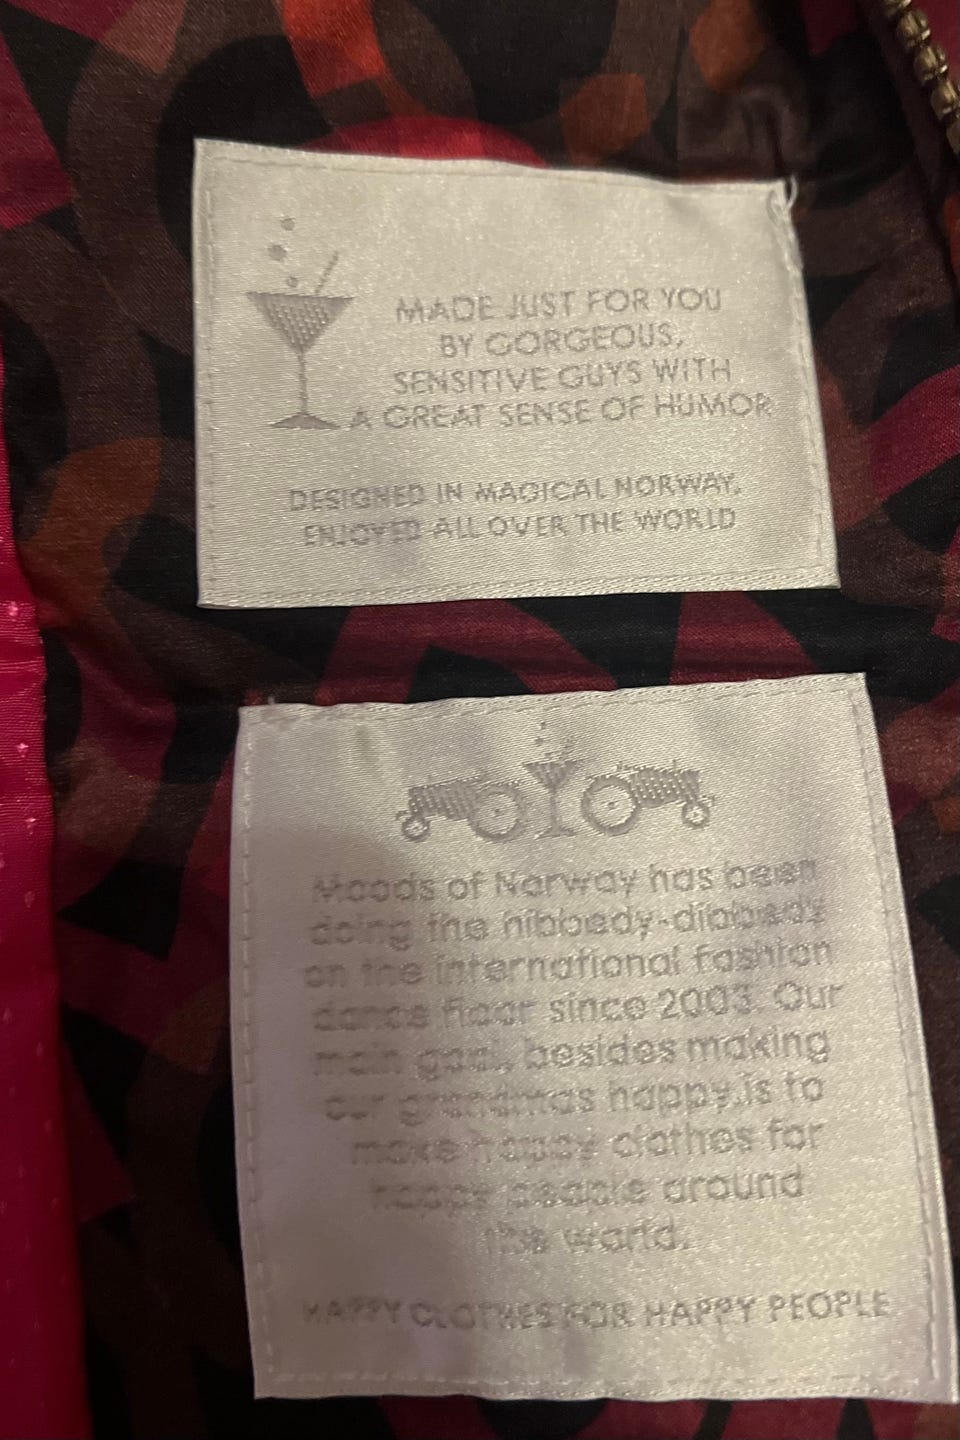 MADE JUST FOR YOU
BY GORGEOUS,
SENSITIVE GUYS WITH
A GREAT SENSE OF HUMOR
DESIGNED IN MAGICAL NORWAY,
ENJOYED ALL OVER THE WORLD
Moods of Norway has been
doing the hibbedy-dibbedy
on the international fashion
dance floor since 2003. Our
main goal, besides making
our grandmas happy, is to
make happy clothes for
happy people around
the world.
HAPPY CLOTHES FOR HAPPY PEOPLE